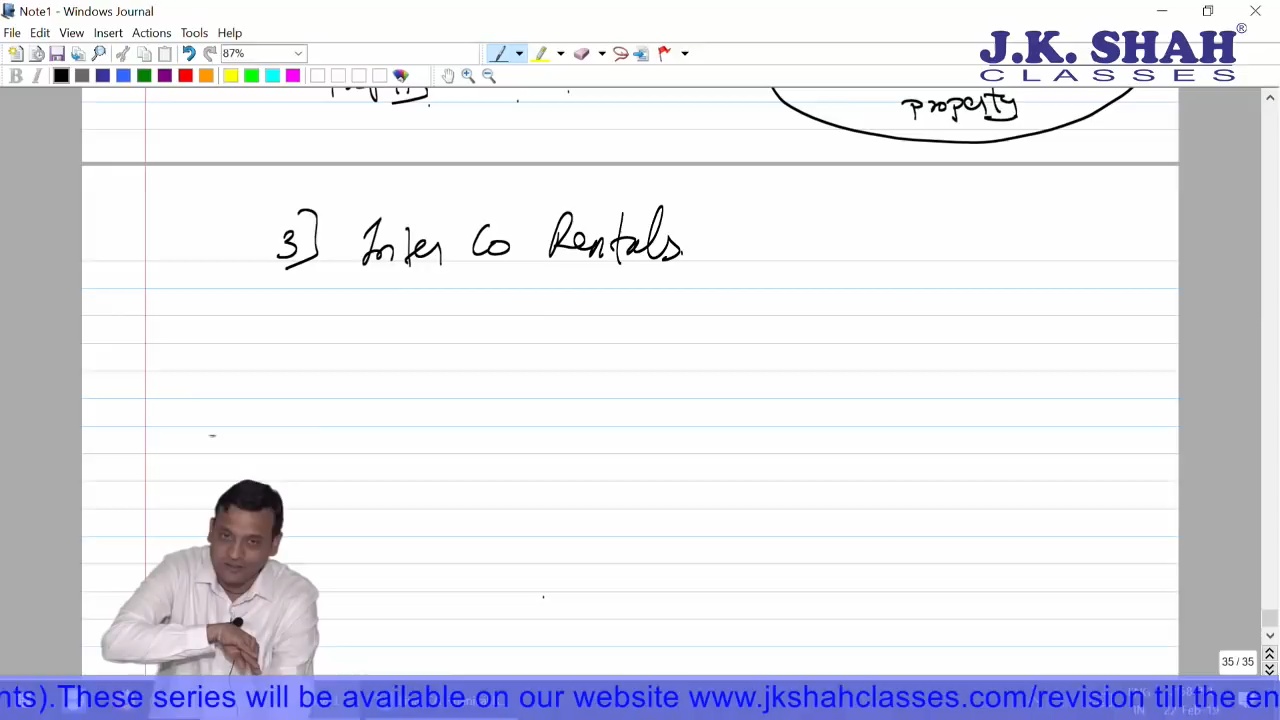 Note1 - Windows Journal
File Edit View Insert Actions Tools Help
87%
J.K. SHAH®
CLASSES
property
3] Inter Co Rentals.
35 / 35
nts).These series will be available on our website www.jkshahclasses.com/revision till the en